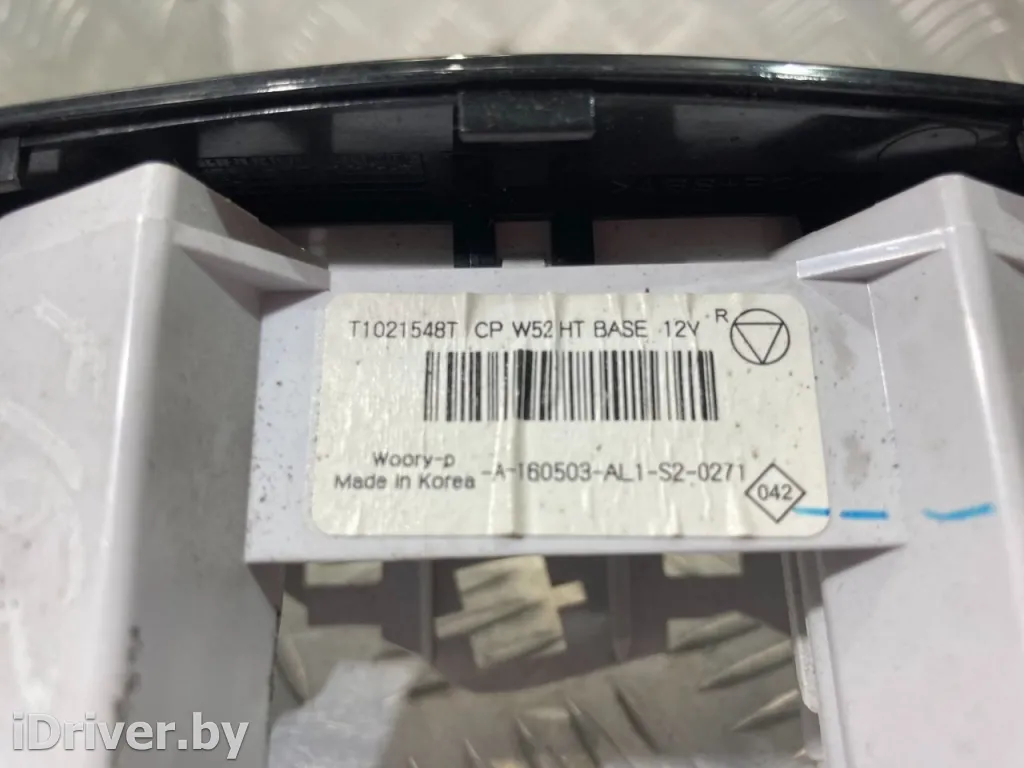 T1021548T CP W52 HT BASE 12V R
Woory-p
Made in Korea
-A-160503-AL1-S2-0271
042
iDriver.by